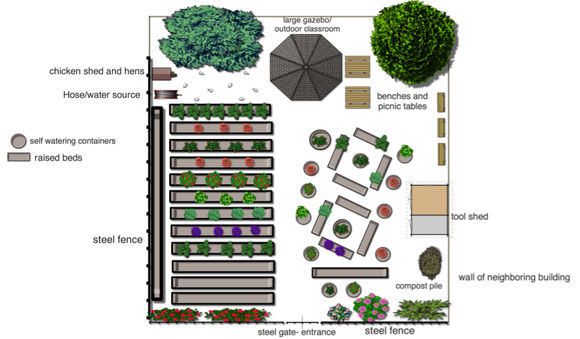 large gazebo/
outdoor classroom
chicken shed and hens
Hose/water source
benches and
picnic tables
self watering containers
raised beds
tool shed
steel fence
wall of neighboring building
compost pile
steel gate- entrance
steel fence